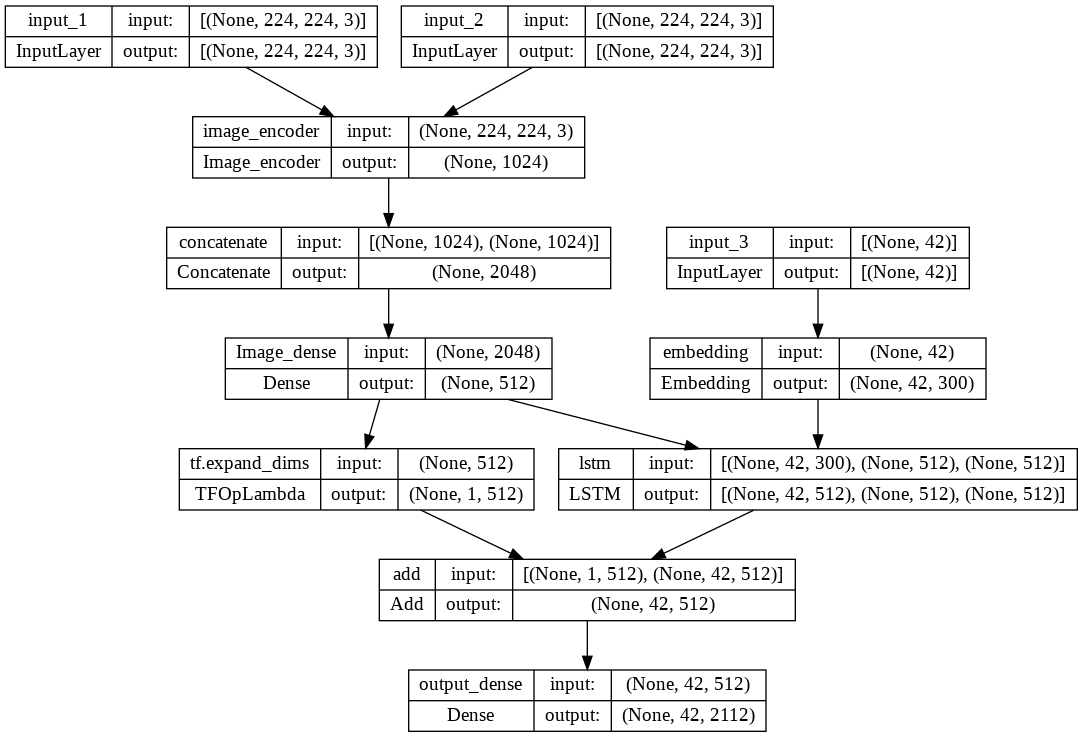 input_1 input: [(None, 224, 224, 3)]
InputLayer output: [(None, 224, 224, 3)]
input_2 input: [(None, 224, 224, 3)]
InputLayer output: [(None, 224, 224, 3)]
image_encoder input: (None, 224, 224, 3)
Image_encoder output: (None, 1024)
concatenate input: [(None, 1024), (None, 1024)]
Concatenate output: (None, 2048)
input_3 input: [(None, 42)]
InputLayer output: [(None, 42)]
Image_dense input: (None, 2048)
Dense output: (None, 512)
embedding input: (None, 42)
Embedding output: (None, 42, 300)
tf.expand_dims input: (None, 512)
TFOpLambda output: (None, 1, 512)
lstm input: [(None, 42, 300), (None, 512), (None, 512)]
LSTM output: [(None, 42, 512), (None, 512), (None, 512)]
add input: [(None, 1, 512), (None, 42, 512)]
Add output: (None, 42, 512)
output_dense input: (None, 42, 512)
Dense output: (None, 42, 2112)